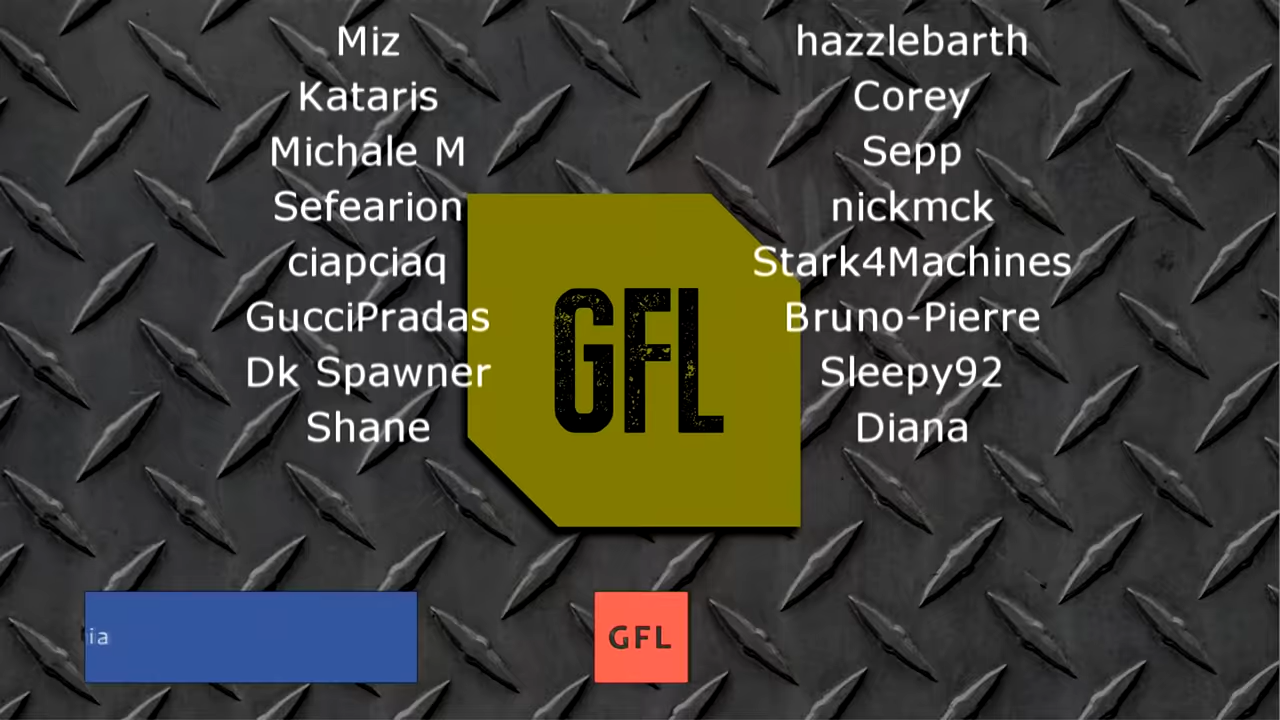 Miz
Kataris
Michale M
Sefearion
ciapciaq
GucciPradas
Dk Spawner
Shane
hazzlebarth
Corey
Sepp
nickmck
Stark4Machines
Bruno-Pierre
Sleepy92
Diana
GFL
GFL